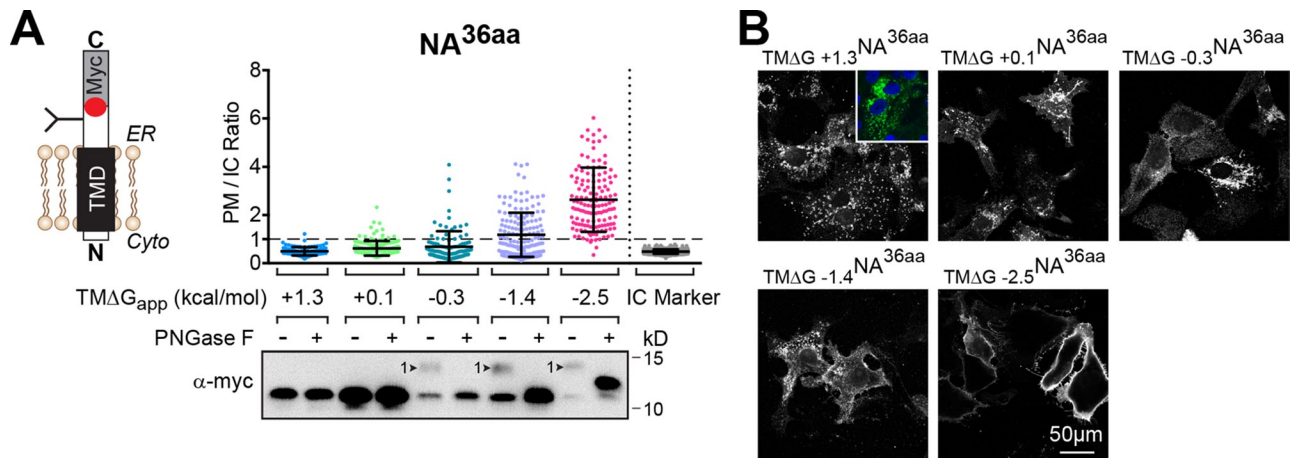 A
C
Myc
ER
TMD
Cyto
N
NA36aa
PM / IC Ratio
8
6
4
2
1
0
TMΔGapp (kcal/mol) +1.3 +0.1 -0.3 -1.4 -2.5 IC Marker
PNGase F - + - + - + - + - + kD
α-myc
1 1 1
15
10
B
TMΔG +1.3NA36aa
TMΔG +0.1NA36aa
TMΔG -0.3NA36aa
TMΔG -1.4NA36aa
TMΔG -2.5NA36aa
50μm